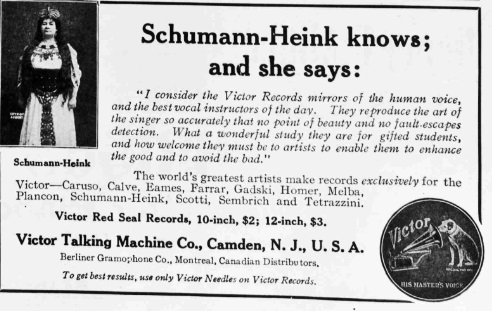 Schumann-Heink knows;
and she says:
"I consider the Victor Records mirrors of the human voice,
and the best vocal instructors of the day. They reproduce the art of
the singer so accurately that no point of beauty and no fault escapes
detection. What a wonderful study they are for gifted students,
and how welcome they must be to artists to enable them to enhance
the good and to avoid the bad."
Schumann-Heink
The world's greatest artists make records exclusively for the
Victor—Caruso, Calve, Eames, Farrar, Gadski, Homer, Melba,
Plancon, Schumann-Heink, Scotti, Sembrich and Tetrazzini.
Victor Red Seal Records, 10-inch, $2; 12-inch, $3.
Victor Talking Machine Co., Camden, N. J., U. S. A.
Berliner Gramophone Co., Montreal, Canadian Distributors.
To get best results, use only Victor Needles on Victor Records.
Victor
HIS MASTER'S VOICE